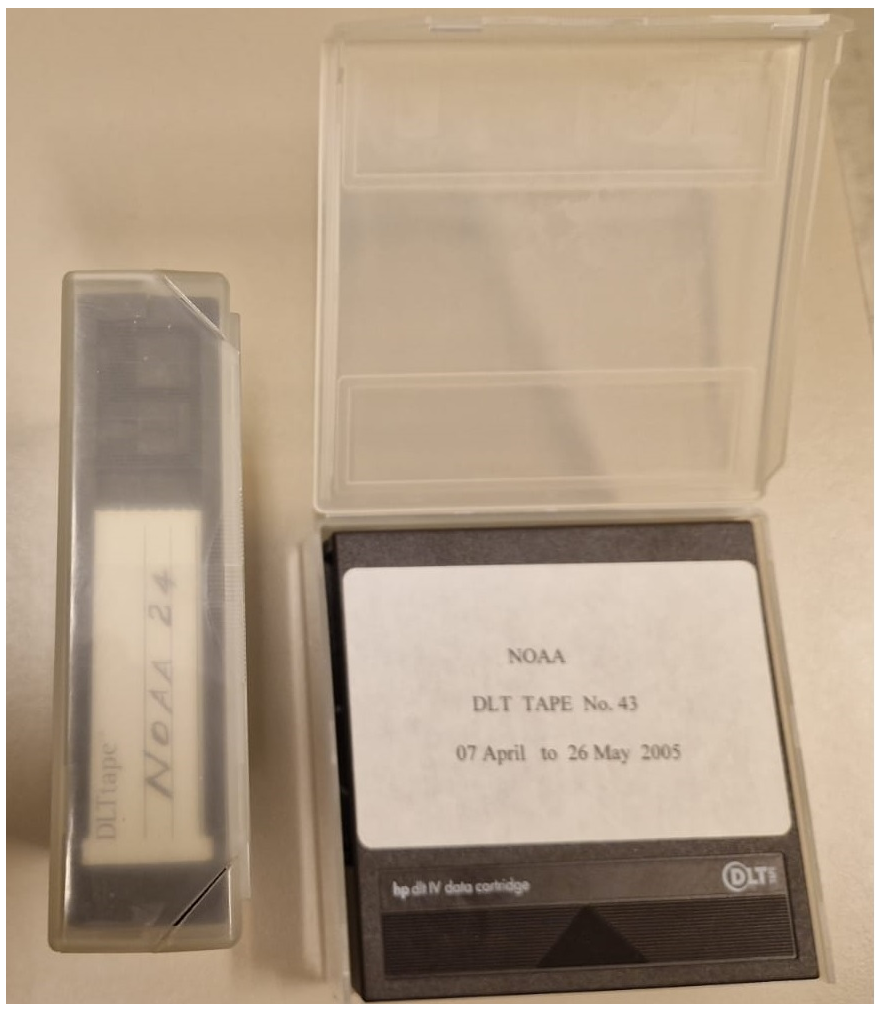 DLTtape™
NOAA 24
NOAA
DLT TAPE No. 43
07 April to 26 May 2005
hp dlt IV data cartridge
DLT